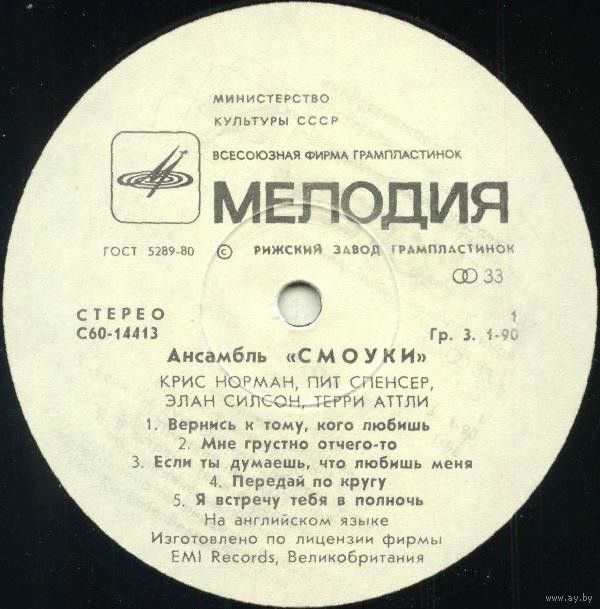 МИНИСТЕРСТВО
КУЛЬТУРЫ СССР
ВСЕСОЮЗНАЯ ФИРМА ГРАМПЛАСТИНОК
МЕЛОДИЯ
ГОСТ 5289-80 © РИЖСКИЙ ЗАВОД ГРАМПЛАСТИНОК
33
СТЕРЕО 1
С60-14413 Гр. 3. 1-90
Ансамбль «СМОУКИ»
КРИС НОРМАН, ПИТ СПЕНСЕР,
ЭЛАН СИЛСОН, ТЕРРИ АТТЛИ
1. Вернись к тому, кого любишь
2. Мне грустно отчего-то
3. Если ты думаешь, что любишь меня
4. Передай по кругу
5. Я встречу тебя в полночь
На английском языке
Изготовлено по лицензии фирмы
EMI Records, Великобритания
www.ay.by